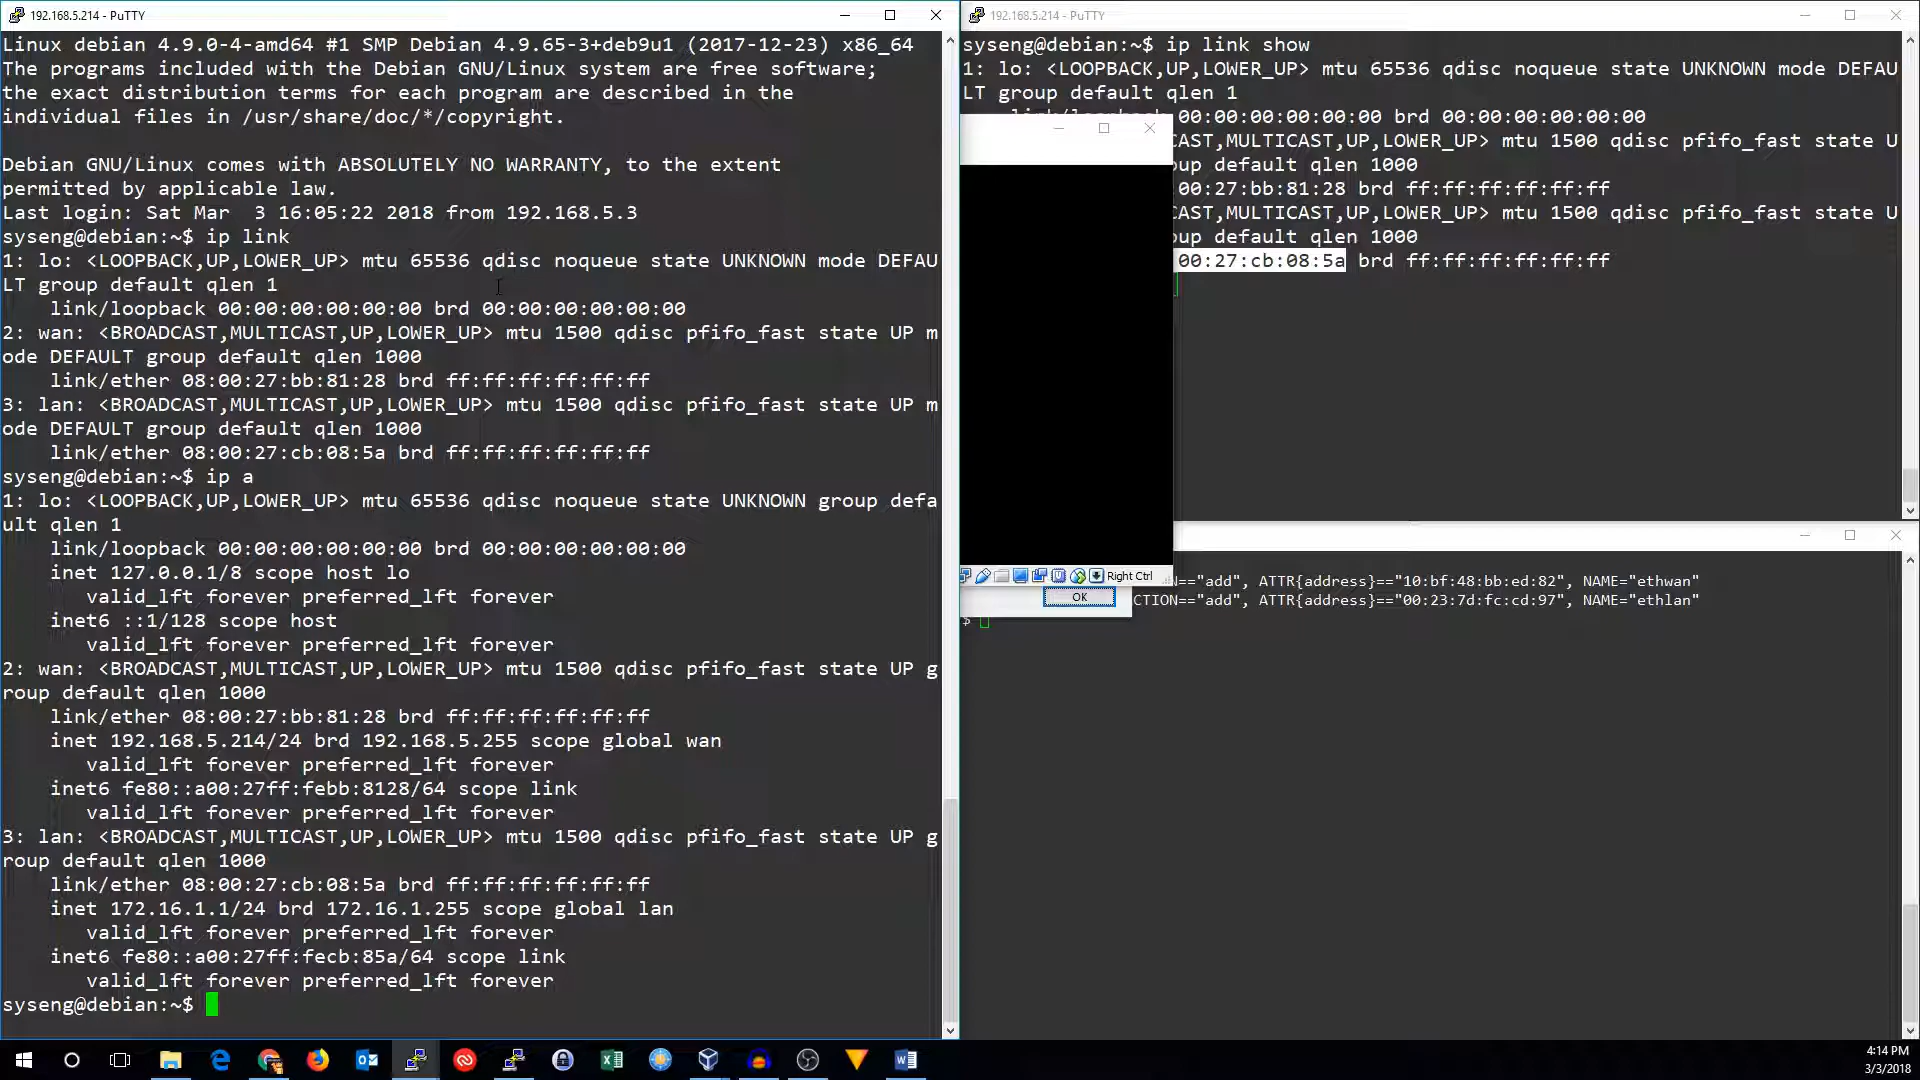 192.168.5.214 - PuTTY
Linux debian 4.9.0-4-amd64 #1 SMP Debian 4.9.65-3+deb9u1 (2017-12-23) x86_64
The programs included with the Debian GNU/Linux system are free software;
the exact distribution terms for each program are described in the
individual files in /usr/share/doc/*/copyright.
Debian GNU/Linux comes with ABSOLUTELY NO WARRANTY, to the extent
permitted by applicable law.
Last login: Sat Mar  3 16:05:22 2018 from 192.168.5.3
syseng@debian:~$ ip link
1: lo: <LOOPBACK,UP,LOWER_UP> mtu 65536 qdisc noqueue state UNKNOWN mode DEFAU
LT group default qlen 1
link/loopback 00:00:00:00:00:00 brd 00:00:00:00:00:00
2: wan: <BROADCAST,MULTICAST,UP,LOWER_UP> mtu 1500 qdisc pfifo_fast state UP m
ode DEFAULT group default qlen 1000
link/ether 08:00:27:bb:81:28 brd ff:ff:ff:ff:ff:ff
3: lan: <BROADCAST,MULTICAST,UP,LOWER_UP> mtu 1500 qdisc pfifo_fast state UP m
ode DEFAULT group default qlen 1000
link/ether 08:00:27:cb:08:5a brd ff:ff:ff:ff:ff:ff
syseng@debian:~$ ip a
1: lo: <LOOPBACK,UP,LOWER_UP> mtu 65536 qdisc noqueue state UNKNOWN group defa
ult qlen 1
link/loopback 00:00:00:00:00:00 brd 00:00:00:00:00:00
inet 127.0.0.1/8 scope host lo
valid_lft forever preferred_lft forever
inet6 ::1/128 scope host
valid_lft forever preferred_lft forever
2: wan: <BROADCAST,MULTICAST,UP,LOWER_UP> mtu 1500 qdisc pfifo_fast state UP g
roup default qlen 1000
link/ether 08:00:27:bb:81:28 brd ff:ff:ff:ff:ff:ff
inet 192.168.5.214/24 brd 192.168.5.255 scope global wan
valid_lft forever preferred_lft forever
inet6 fe80::a00:27ff:febb:8128/64 scope link
valid_lft forever preferred_lft forever
3: lan: <BROADCAST,MULTICAST,UP,LOWER_UP> mtu 1500 qdisc pfifo_fast state UP g
roup default qlen 1000
link/ether 08:00:27:cb:08:5a brd ff:ff:ff:ff:ff:ff
inet 172.16.1.1/24 brd 172.16.1.255 scope global lan
valid_lft forever preferred_lft forever
inet6 fe80::a00:27ff:fecb:85a/64 scope link
valid_lft forever preferred_lft forever
syseng@debian:~$
192.168.5.214 - PuTTY
syseng@debian:~$ ip link show
1: lo: <LOOPBACK,UP,LOWER_UP> mtu 65536 qdisc noqueue state UNKNOWN mode DEFAU
LT group default qlen 1
00:00:00:00:00:00 brd 00:00:00:00:00:00
CAST,MULTICAST,UP,LOWER_UP> mtu 1500 qdisc pfifo_fast state U
oup default qlen 1000
00:27:bb:81:28 brd ff:ff:ff:ff:ff:ff
CAST,MULTICAST,UP,LOWER_UP> mtu 1500 qdisc pfifo_fast state U
oup default qlen 1000
00:27:cb:08:5a brd ff:ff:ff:ff:ff:ff
Right Ctrl
OK
N=="add", ATTR{address}=="10:bf:48:bb:ed:82", NAME="ethwan"
CTION=="add", ATTR{address}=="00:23:7d:fc:cd:97", NAME="ethlan"
$
4:14 PM
3/3/2018